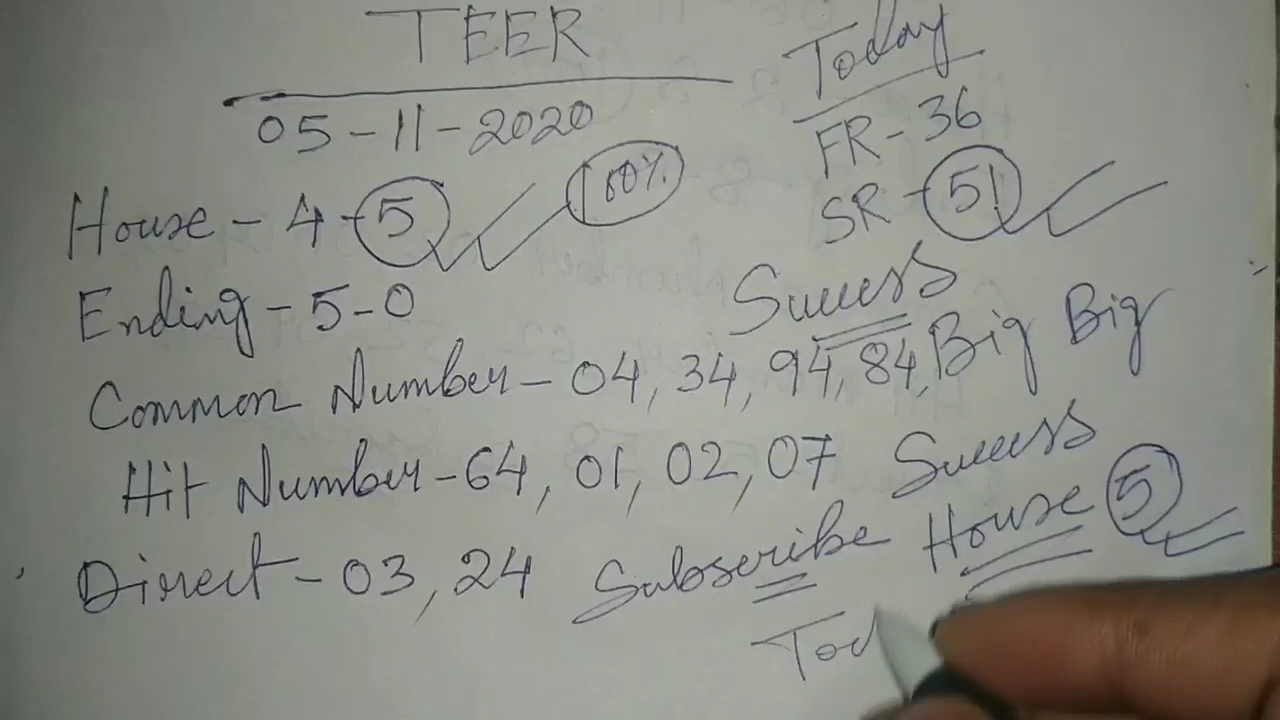 TEER
05-11-2020
House - 4 - 5 100%
Ending - 5-0
Common Number - 04, 34, 94, 84,
Hit Number - 64, 01, 02, 07
Direct - 03, 24
Today
FR - 36
SR - 51
Success
Big Big
Success
Subscribe House 5
Tod